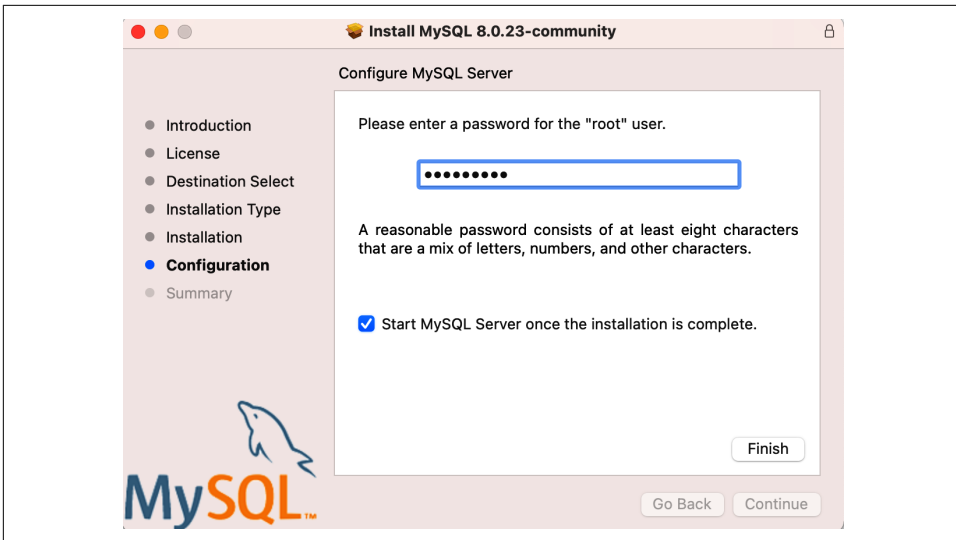 Install MySQL 8.0.23-community
Configure MySQL Server
Introduction
License
Destination Select
Installation Type
Installation
Configuration
Summary
Please enter a password for the "root" user.
•••••••••
A reasonable password consists of at least eight characters
that are a mix of letters, numbers, and other characters.
Start MySQL Server once the installation is complete.
Finish
MySQL™
Go Back
Continue